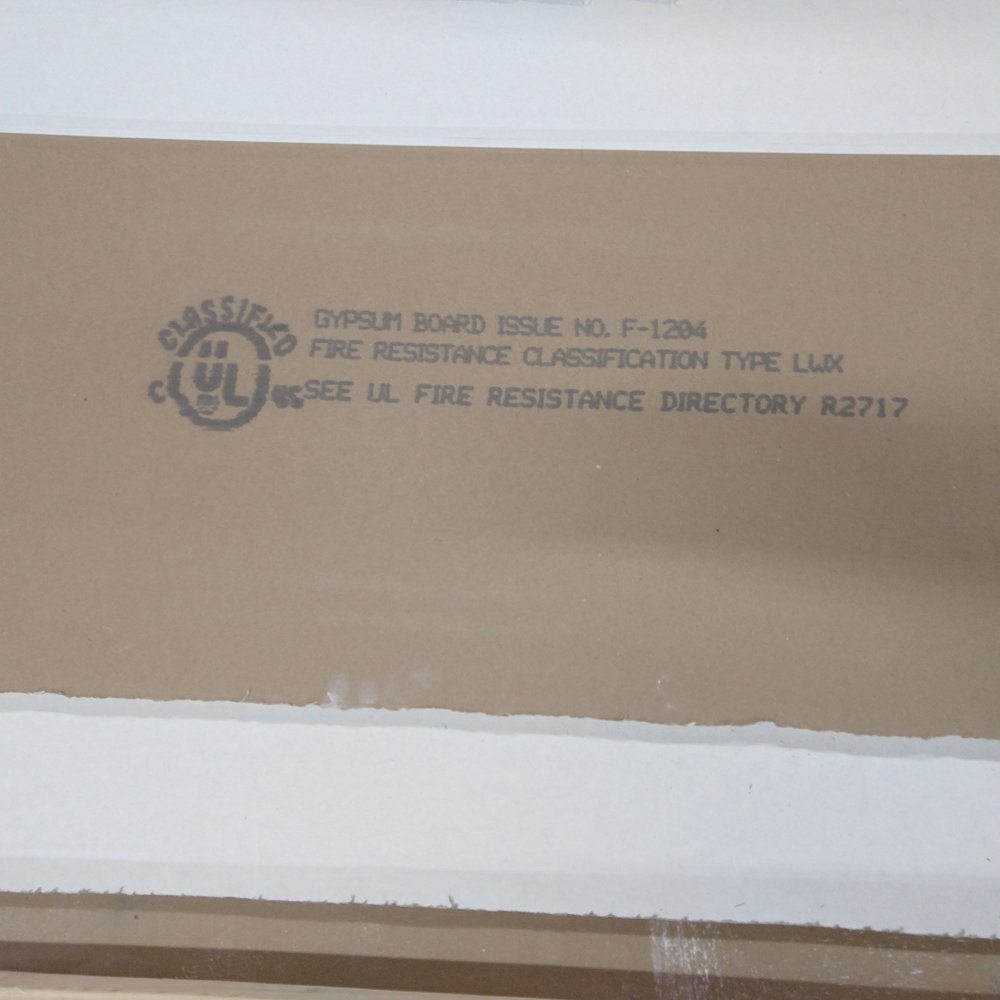 CLASSIFIED
C UL US
GYPSUM BOARD ISSUE NO. F-1204
FIRE RESISTANCE CLASSIFICATION TYPE LWX
SEE UL FIRE RESISTANCE DIRECTORY R2717